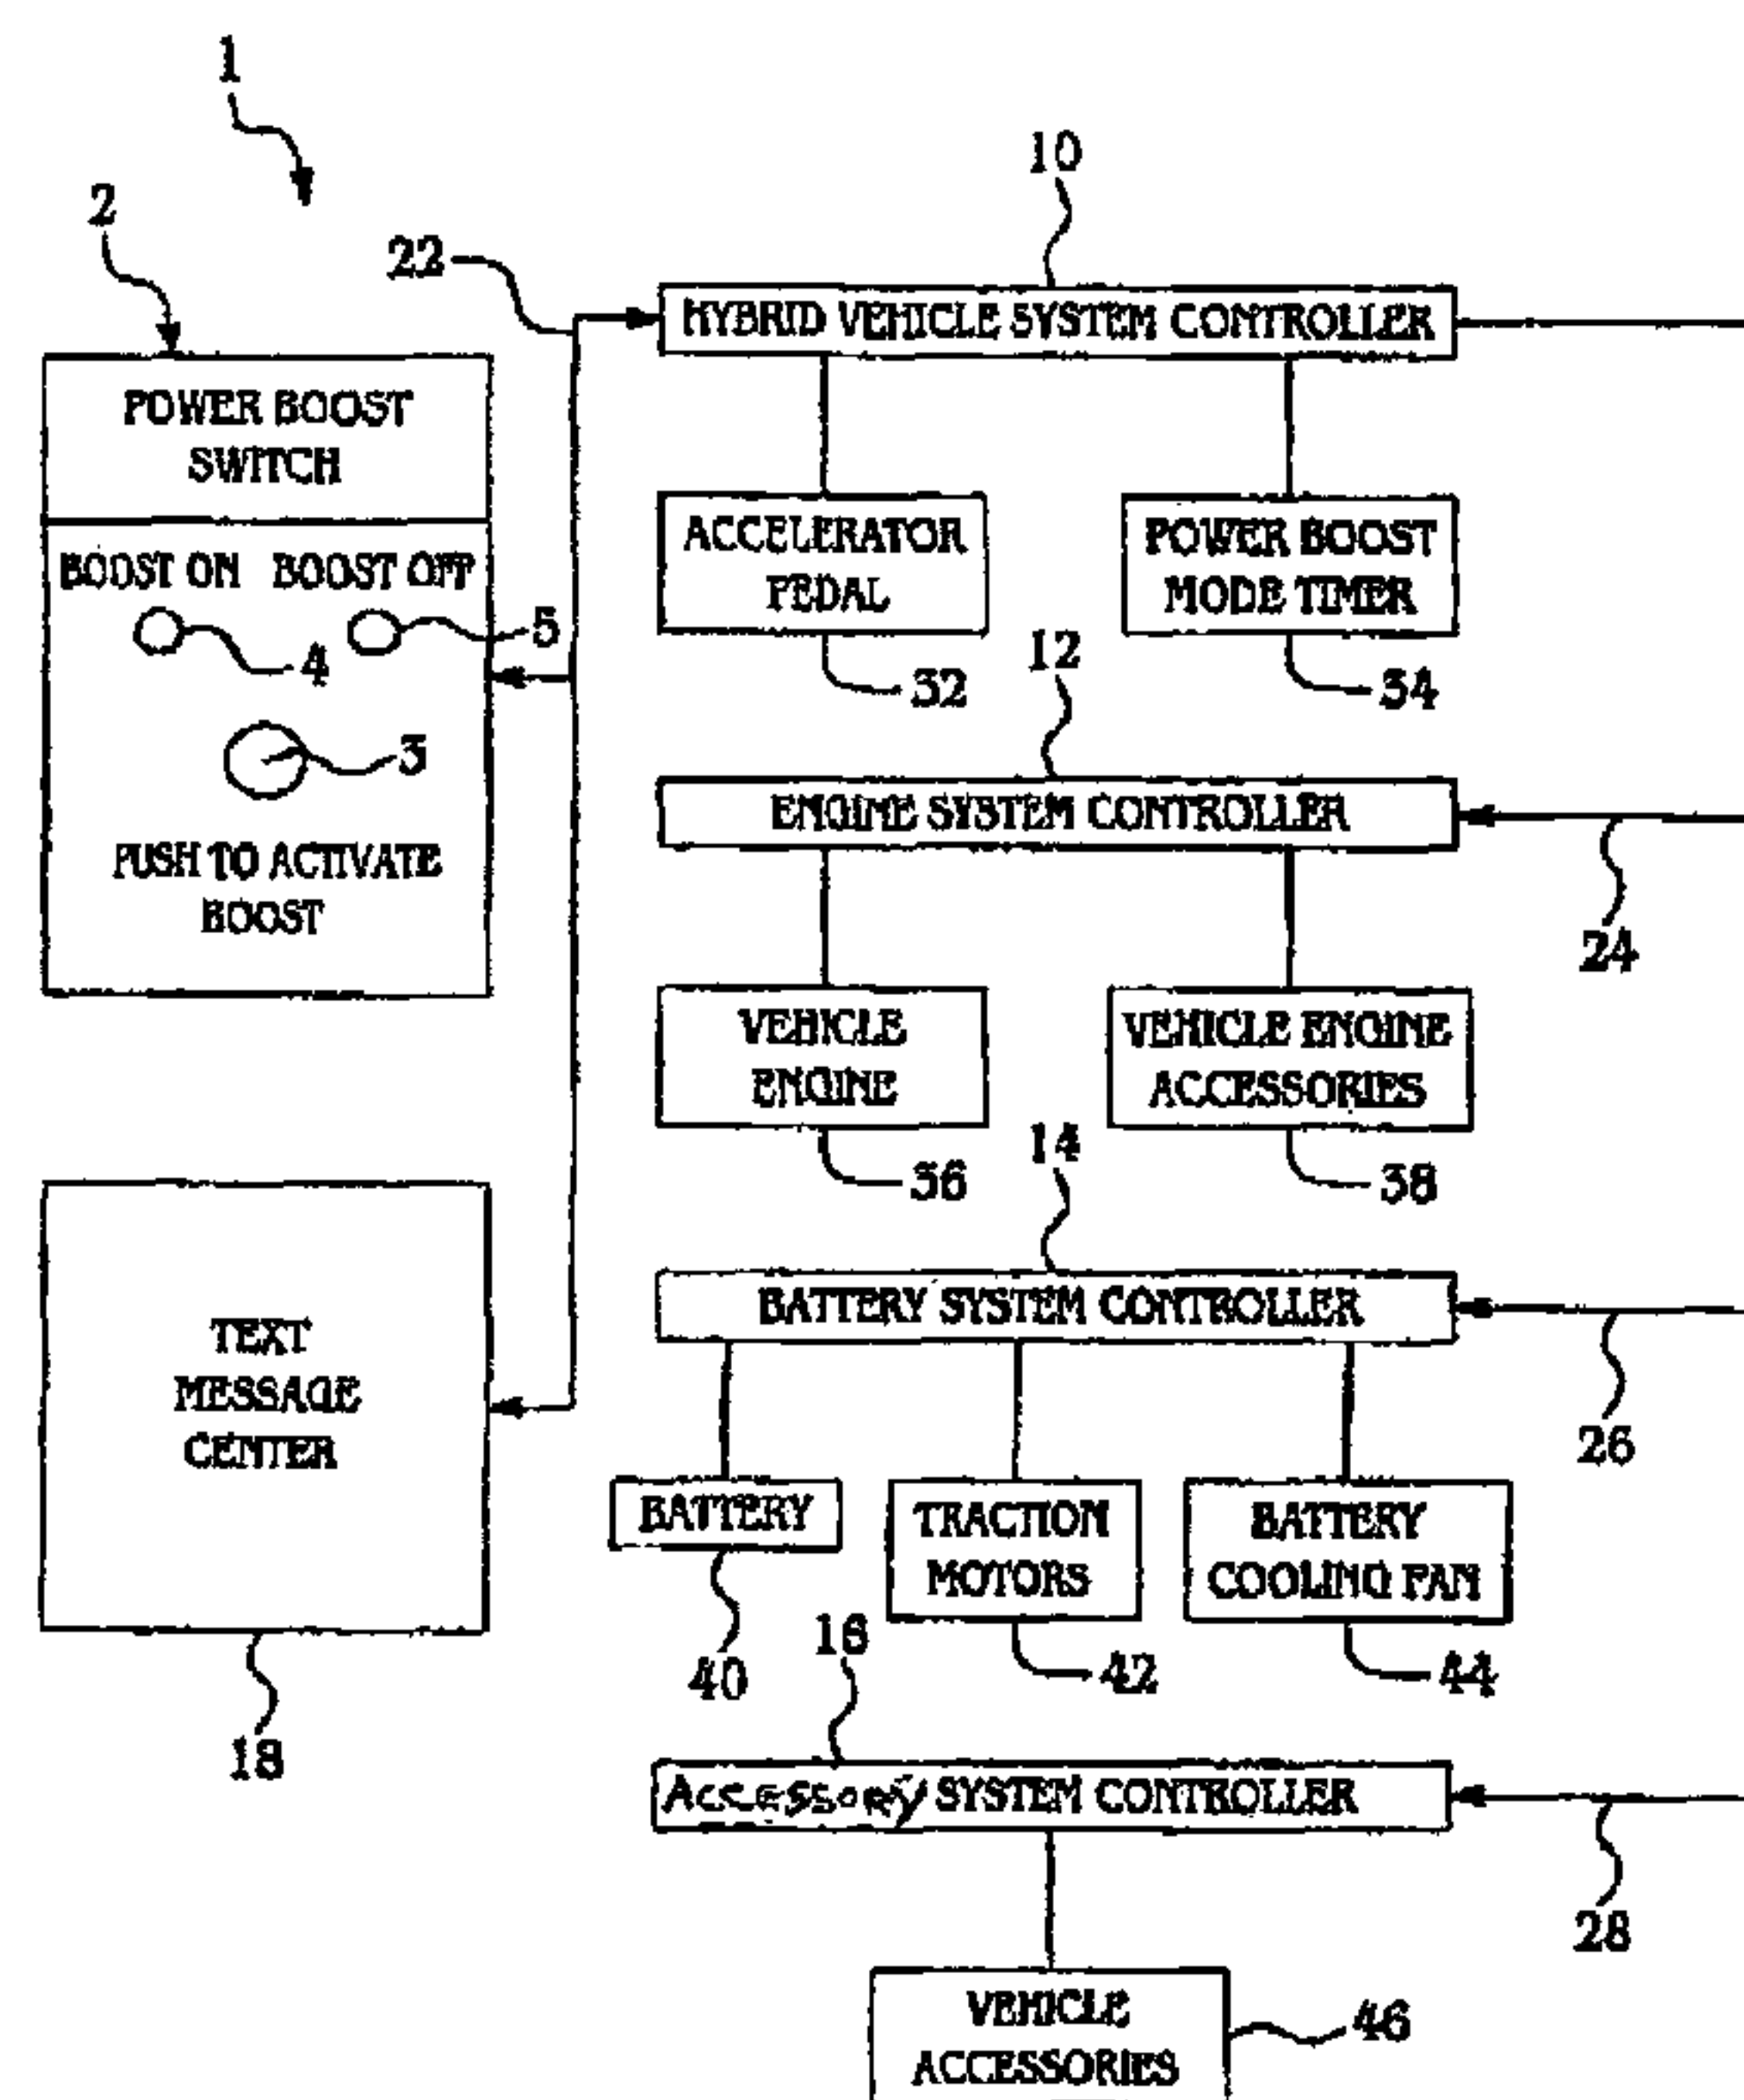 1
2
22
10
HYBRID VEHICLE SYSTEM CONTROLLER
POWER BOOST
SWITCH
BOOST ON BOOST OFF
4
5
3
PUSH TO ACTIVATE
BOOST
ACCELERATOR
PEDAL
32
POWER BOOST
MODE TIMER
34
12
ENGINE SYSTEM CONTROLLER
24
VEHICLE
ENGINE
36
VEHICLE ENGINE
ACCESSORIES
38
14
BATTERY SYSTEM CONTROLLER
26
TEXT
MESSAGE
CENTER
18
BATTERY
40
TRACTION
MOTORS
42
BATTERY
COOLING FAN
44
16
Accessory SYSTEM CONTROLLER
28
VEHICLE
ACCESSORIES
46